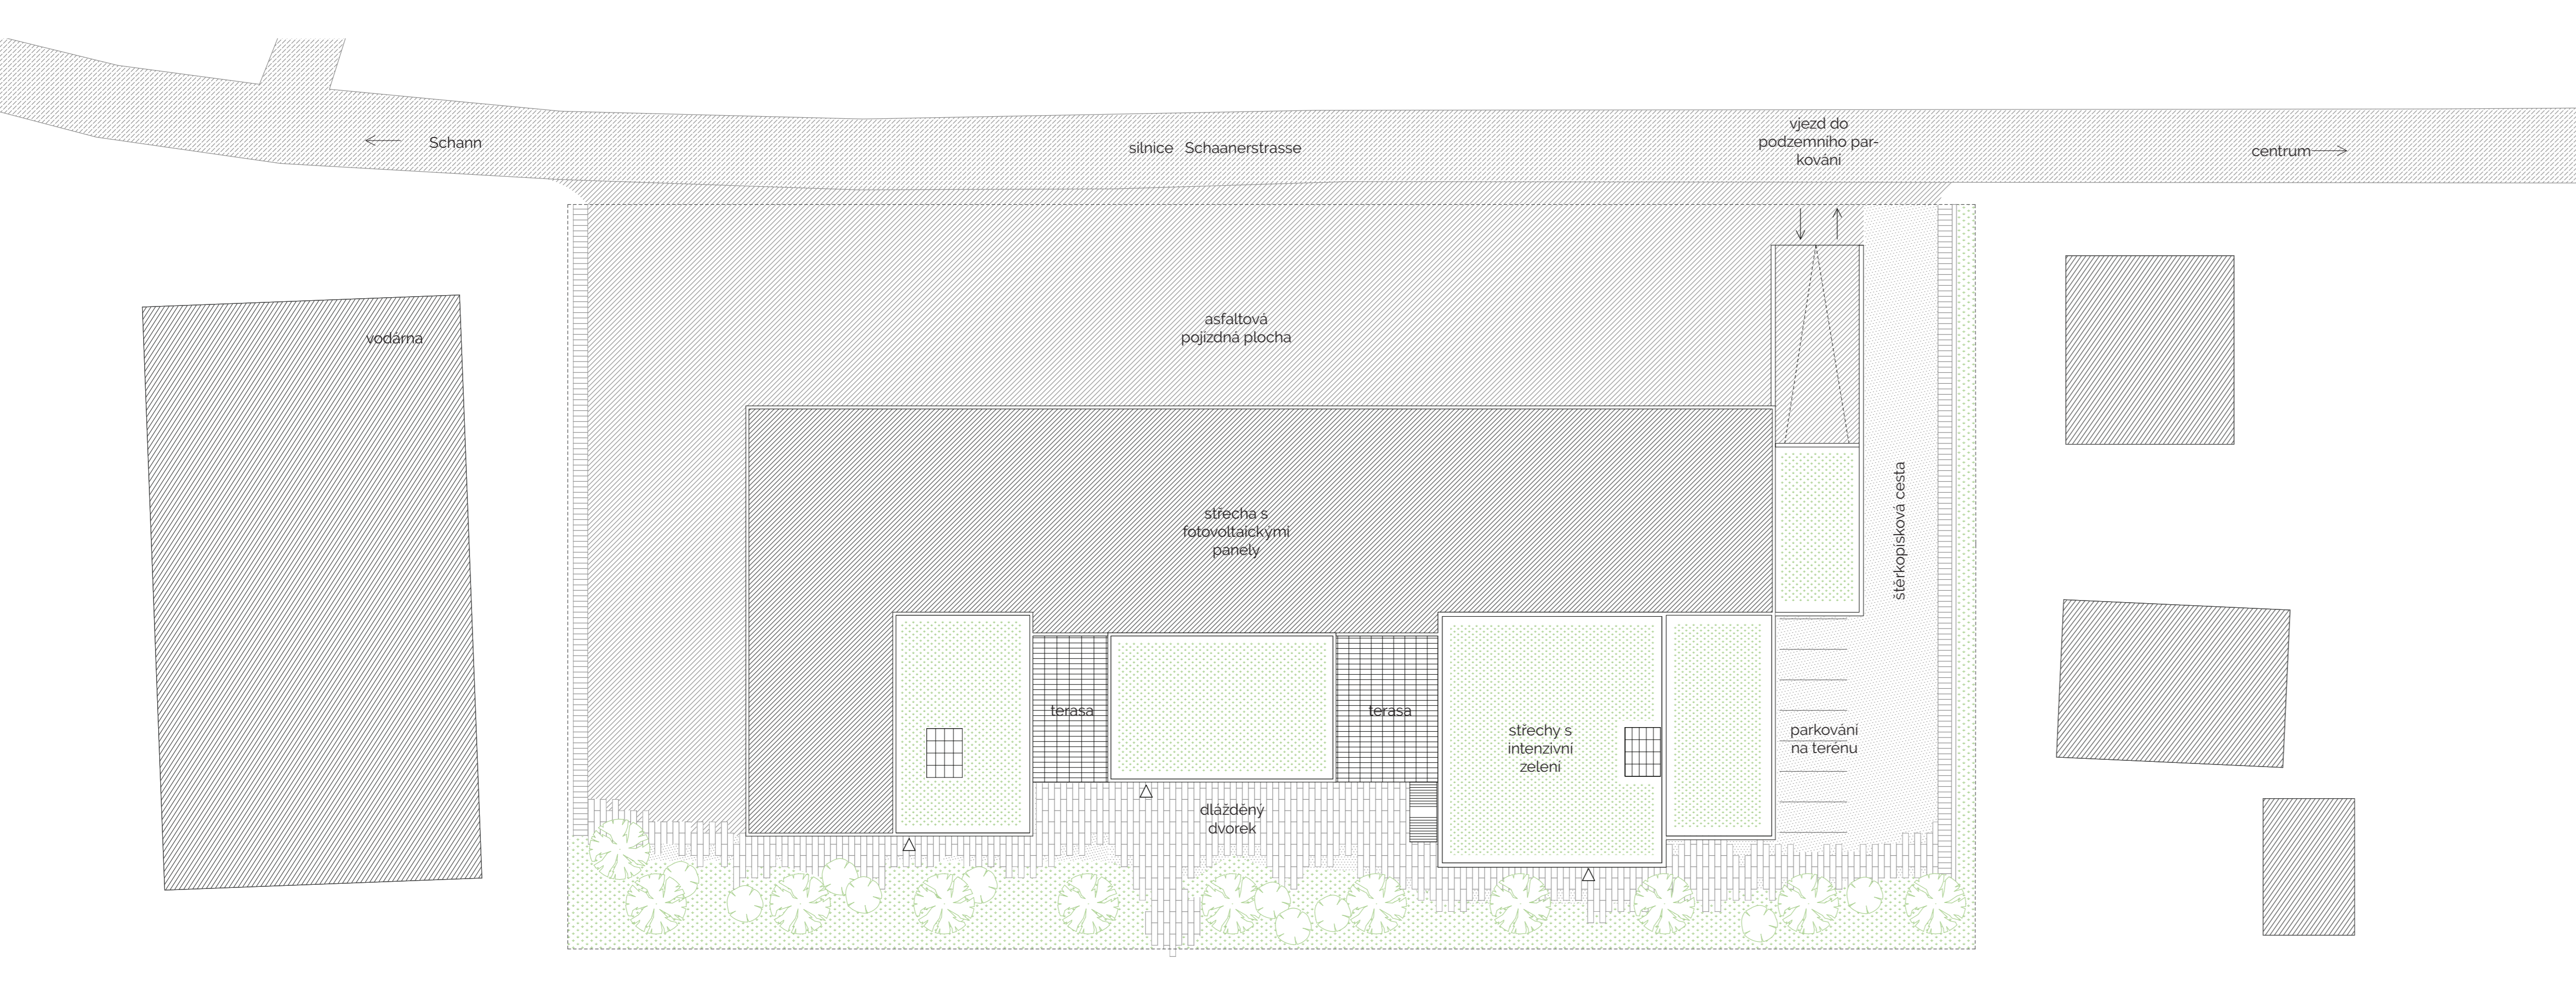 Schann
silnice Schaanerstrasse
vjezd do
podzemního par-
kování
centrum
vodárna
asfaltová
pojízdná plocha
střecha s
fotovoltaickými
panely
štěrkopísková cesta
terasa
terasa
střechy s
intenzivní
zelení
parkování
na terénu
dlážděný
dvorek